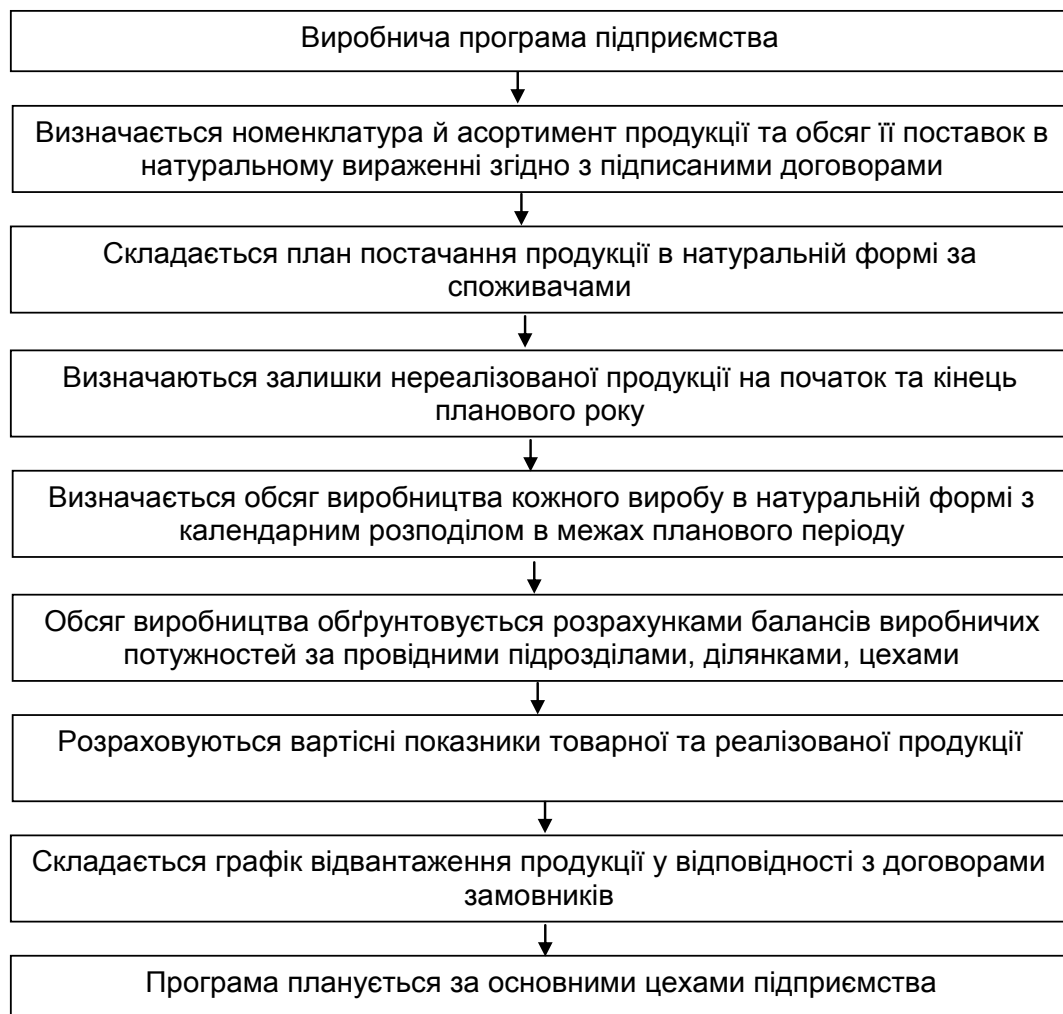 Виробнича програма підприємства
Визначається номенклатура й асортимент продукції та обсяг її поставок в
натуральному вираженні згідно з підписаними договорами
Складається план постачання продукції в натуральній формі за
споживачами
Визначаються залишки нереалізованої продукції на початок та кінець
планового року
Визначається обсяг виробництва кожного виробу в натуральній формі з
календарним розподілом в межах планового періоду
Обсяг виробництва обґрунтовується розрахунками балансів виробничих
потужностей за провідними підрозділами, ділянками, цехами
Розраховуються вартісні показники товарної та реалізованої продукції
Складається графік відвантаження продукції у відповідності з договорами
замовників
Програма планується за основними цехами підприємства